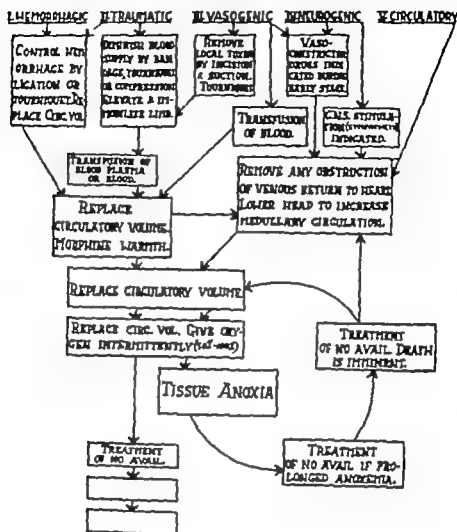 I. HEMORRHAGIC II. TRAUMATIC III. VASOGENIC IV. NEUROGENIC V. CIRCULATORY
CONTROL HEM-
ORRHAGE BY
LIGATION OR
TOURNIQUET. RE-
PLACE CIRC. VOL.
DIMINISH BLOOD
SUPPLY BY BAN-
DAGE, TOURNIQUET
OR COMPRESSION.
ELEVATE & IM-
MOBILIZE LIMB.
REMOVE
LOCAL TOXINS
BY INCISION
& SUCTION.
TOURNIQUET.
VASO-
CONSTRICTING
DRUGS INDI-
CATED DURING
EARLY STAGE.
TRANSFUSION
OF BLOOD.
C.N.S. STIMULA-
TION
INDICATED.
TRANSFUSION OF
BLOOD PLASMA
OR BLOOD.
REPLACE
CIRCULATORY VOLUME.
MORPHINE WARMTH.
REMOVE ANY OBSTRUCTION
OF VENOUS RETURN TO HEART.
LOWER HEAD TO INCREASE
MEDULLARY CIRCULATION.
REPLACE CIRCULATORY VOLUME.
REPLACE CIRC. VOL. GIVE OXY-
GEN INTERMITTENTLY
TISSUE ANOXIA
TREATMENT
OF NO AVAIL. DEATH
IS IMMINENT.
TREATMENT
OF NO AVAIL.
TREATMENT
OF NO AVAIL IF PRO-
LONGED ANOXEMIA.